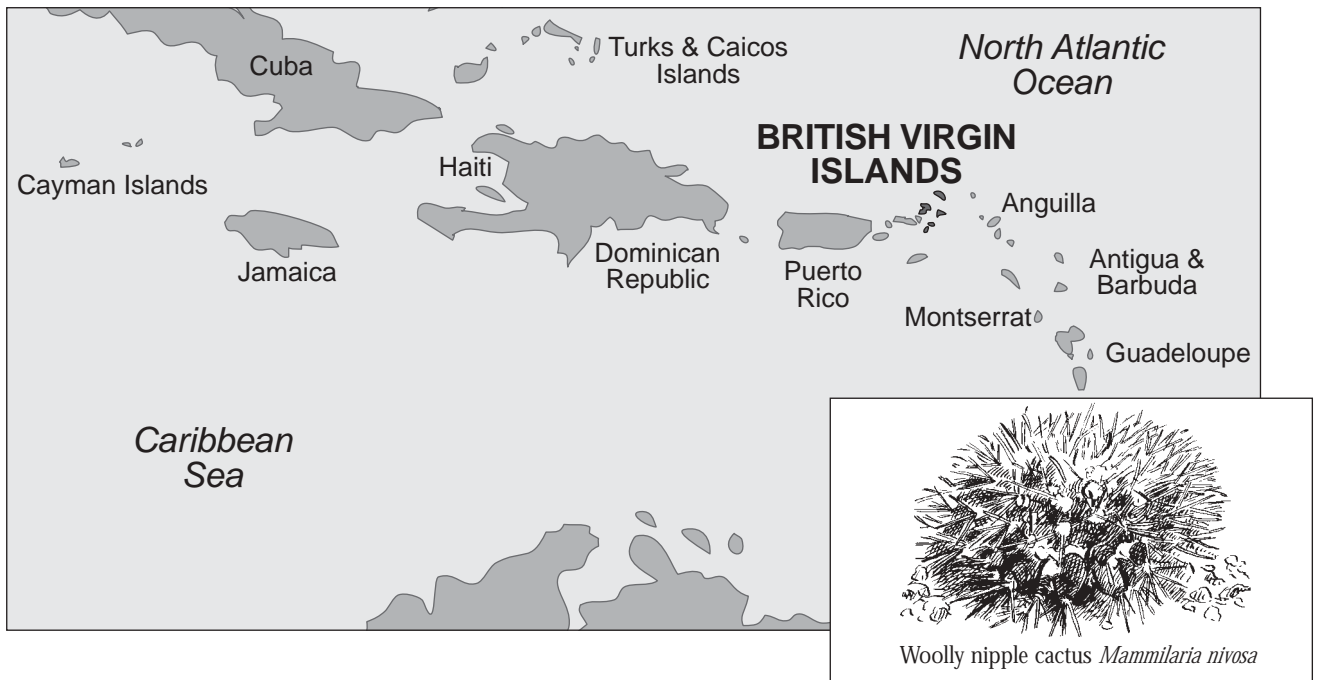 Cuba
Turks & Caicos
Islands
North Atlantic
Ocean
BRITISH VIRGIN
ISLANDS
Haiti
Cayman Islands
Anguilla
Jamaica
Dominican
Republic
Puerto
Rico
Antigua &
Barbuda
Montserrat
Guadeloupe
Caribbean
Sea
Woolly nipple cactus Mammilaria nivosa